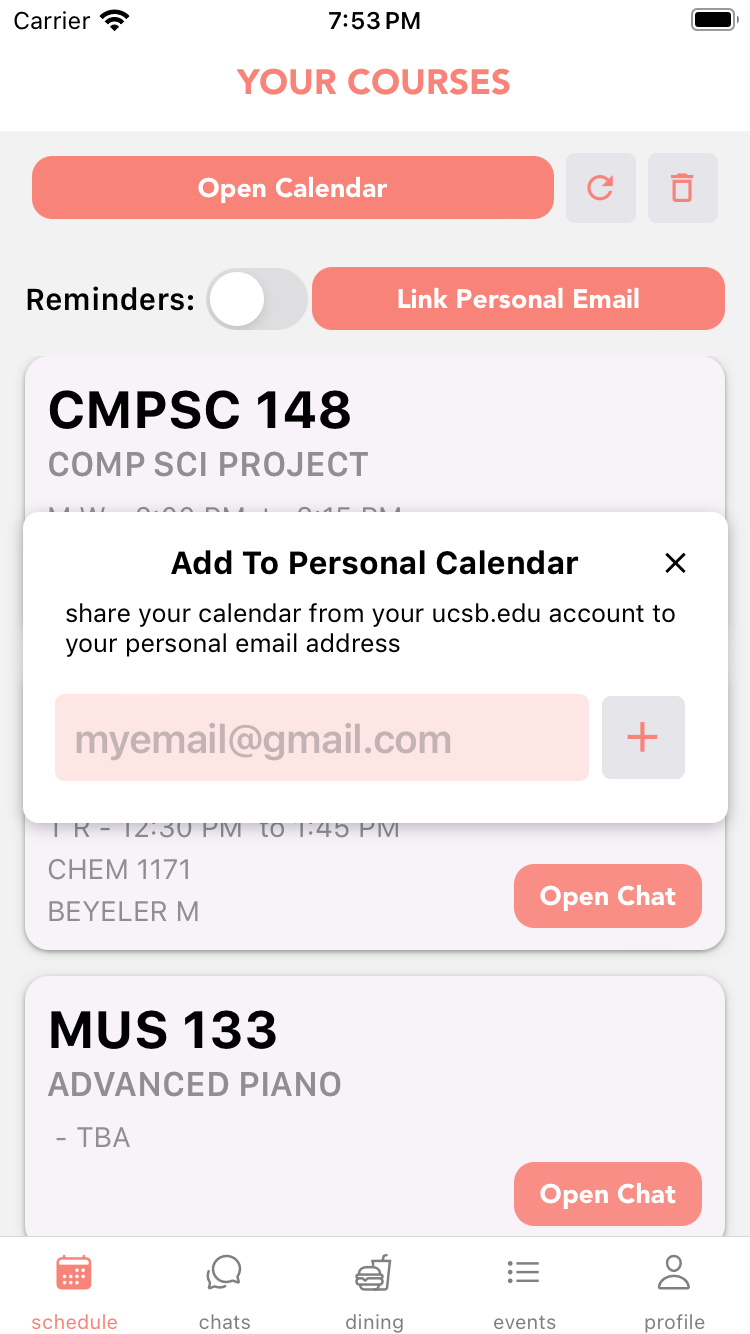 Carrier 7:53 PM
YOUR COURSES
Open Calendar
Reminders: Link Personal Email
CMPSC 148
COMP SCI PROJECT
Add To Personal Calendar
share your calendar from your ucsb.edu account to
your personal email address
myemail@gmail.com
T R - 12:30 PM to 1:45 PM
CHEM 1171
BEYELER M
Open Chat
MUS 133
ADVANCED PIANO
- TBA
Open Chat
schedule chats dining events profile